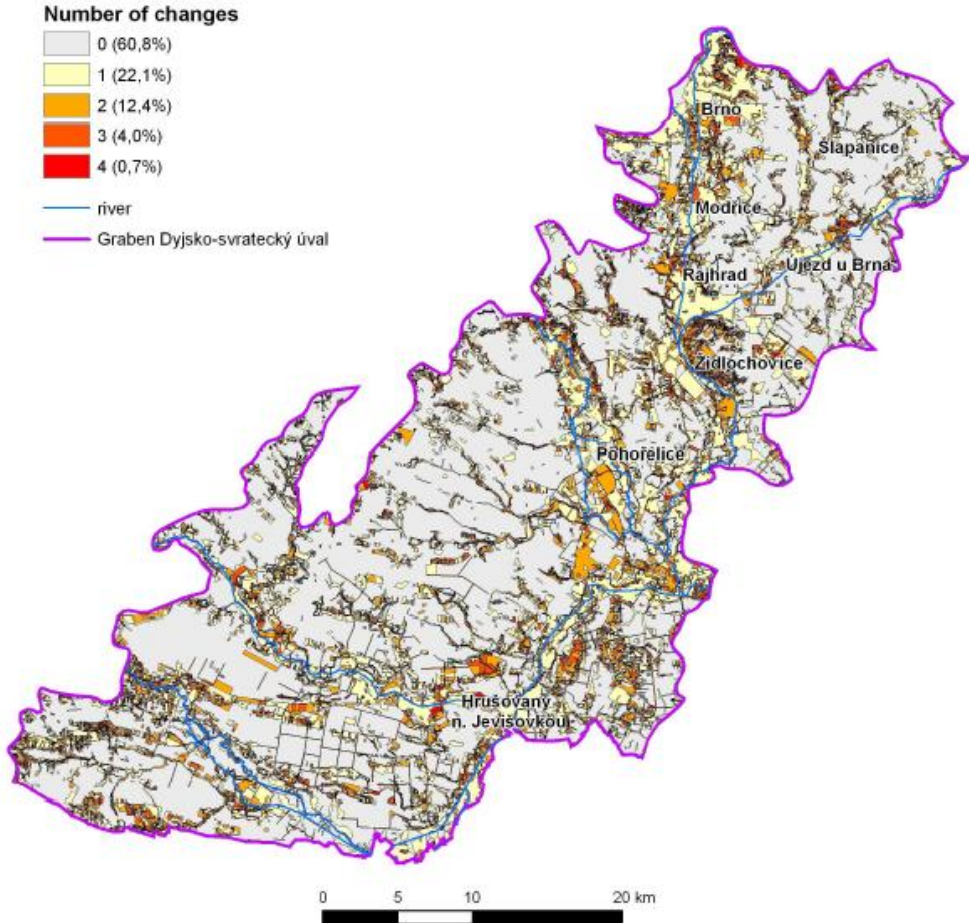 Number of changes
0 (60,8%)
1 (22,1%)
2 (12,4%)
3 (4,0%)
4 (0,7%)
river
Graben Dyjsko-svratecký úval
Brno
Šlapanice
Modřice
Rajhrad
Újezd u Brna
Židlochovice
Pohořelice
Hrušovany
n. Jevišovkou
0 5 10 20 km